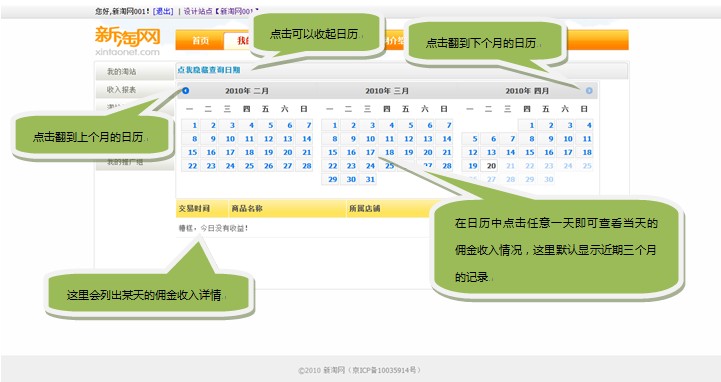 您好,新淘网001! [退出] | 设计站点【新淘网001】
新淘网
xintaonet.com
首页
点击可以收起日历
点击翻到下个月的日历
我的淘站
收入报表
点我隐藏查询日期
2010年 二月
2010年 三月
2010年 四月
一 二 三 四 五 六 日
一 二 三 四 五 六 日
一 二 三 四 五 六 日
1 2 3 4 5 6 7
1 2 3 4 5 6 7
1 2 3 4
8 9 10 11 12 13 14
8 9 10 11 12 13 14
5 6 7 8 9 10 11
15 16 17 18 19 20 21
15 16 17 18 19 20 21
12 13 14 15 16 17 18
22 23 24 25 26 27 28
22 23 24 25 27 28
19 20 21 22 23 24 25
29 30 31
26 27 28 29 30
点击翻到上个月的日历
我的推广组
交易时间 商品名称 所属店铺
糟糕,今日没有收益!
在日历中点击任意一天即可查看当天的
佣金收入情况,这里默认显示近期三个月
的记录
这里会列出某天的佣金收入详情
©2010 新淘网(京ICP备10035914号)